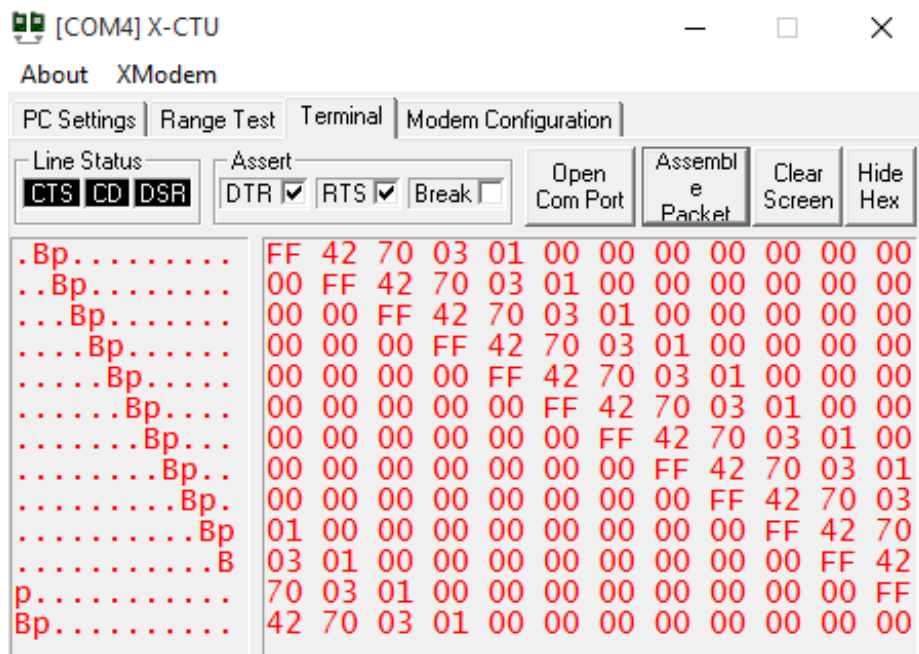 [COM4] X-CTU
About XModem
PC Settings Range Test Terminal Modem Configuration
Line Status Assert
CTS CD DSR DTR RTS Break Open Com Port Assemble Packet Clear Screen Hide Hex
.Bp......... FF 42 70 03 01 00 00 00 00 00 00 00
..Bp........ 00 FF 42 70 03 01 00 00 00 00 00 00
...Bp....... 00 00 FF 42 70 03 01 00 00 00 00 00
....Bp...... 00 00 00 FF 42 70 03 01 00 00 00 00
.....Bp..... 00 00 00 00 FF 42 70 03 01 00 00 00
......Bp.... 00 00 00 00 00 FF 42 70 03 01 00 00
.......Bp... 00 00 00 00 00 00 FF 42 70 03 01 00
........Bp.. 00 00 00 00 00 00 00 FF 42 70 03 01
.........Bp. 00 00 00 00 00 00 00 00 FF 42 70 03
..........Bp 01 00 00 00 00 00 00 00 00 FF 42 70
...........B 03 01 00 00 00 00 00 00 00 00 FF 42
p........... 70 03 01 00 00 00 00 00 00 00 00 FF
Bp.......... 42 70 03 01 00 00 00 00 00 00 00 00